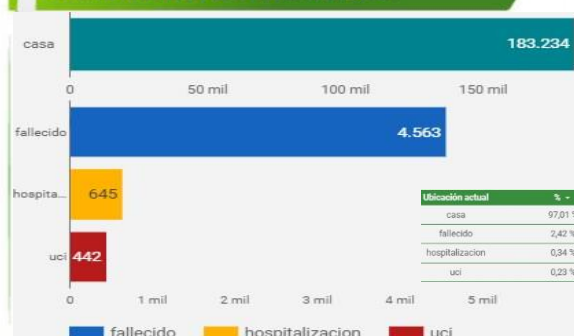 casa
183.234
0 50 mil 100 mil 150 mil
fallecido
4.563
hospita...
645
uci
442
0 1 mil 2 mil 3 mil 4 mil 5 mil
Ubicación actual %
casa 97,01 %
fallecido 2,42 %
hospitalizacion 0,34 %
uci 0,23 %
fallecido hospitalizacion uci